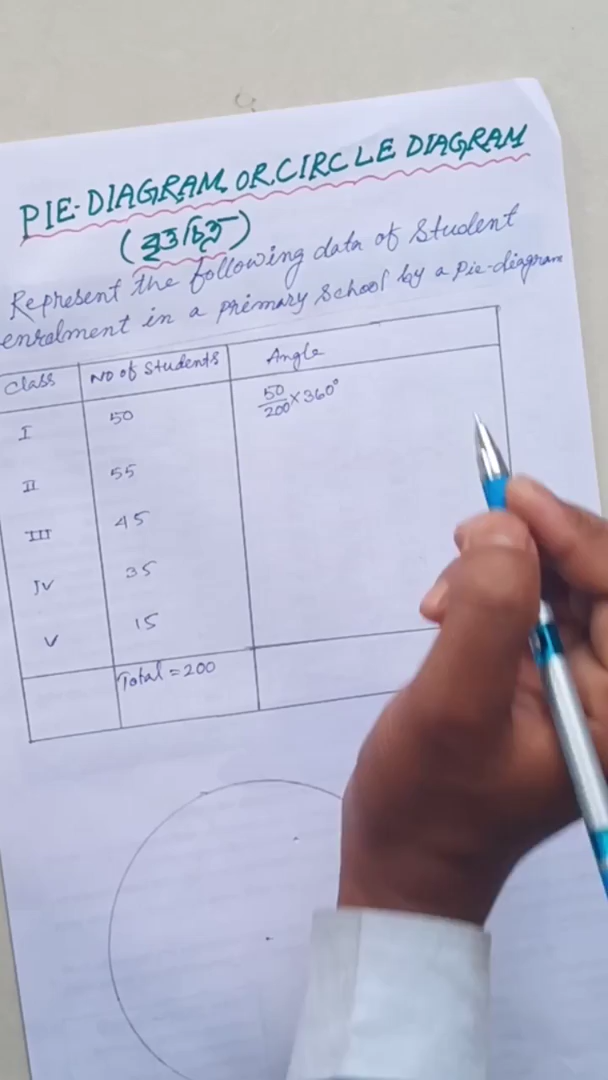 PIE-DIAGRAM OR CIRCLE DIAGRAM
(বৃত্তচিত্র)
Represent the following data of Student
enrolment in a primary School by a Pie-diagram
Class No of Students Angle
I 50 50/200 × 360°
II 55
III 45
IV 35
V 15
Total = 200